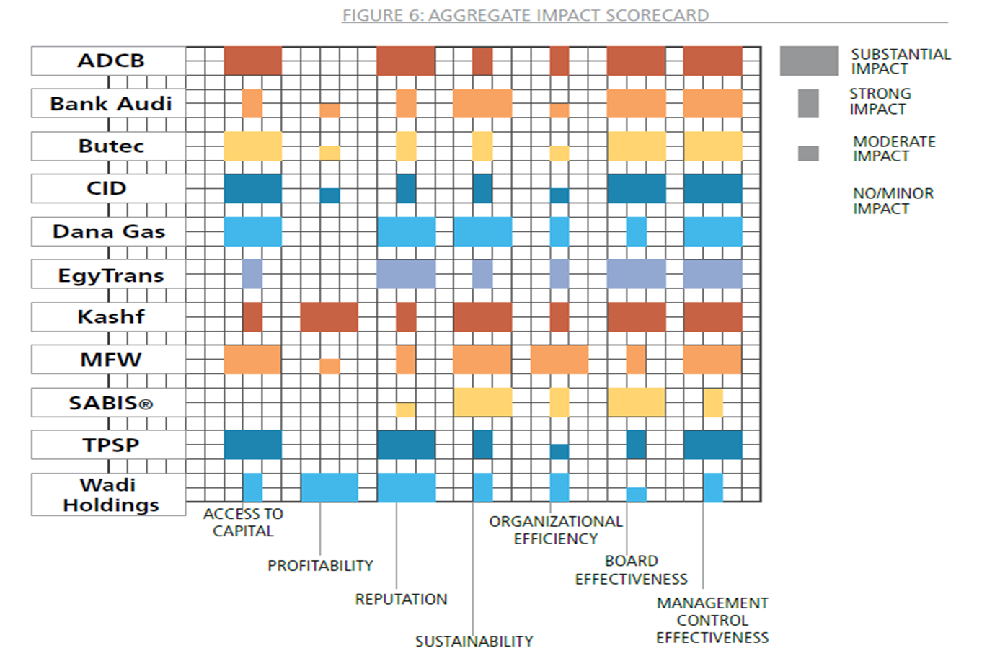 FIGURE 6: AGGREGATE IMPACT SCORECARD
ADCB
Bank Audi
Butec
CID
Dana Gas
EgyTrans
Kashf
MFW
SABIS®
TPSP
Wadi
Holdings
SUBSTANTIAL
IMPACT
STRONG
IMPACT
MODERATE
IMPACT
NO/MINOR
IMPACT
ACCESS TO
CAPITAL
PROFITABILITY
REPUTATION
SUSTAINABILITY
ORGANIZATIONAL
EFFICIENCY
BOARD
EFFECTIVENESS
MANAGEMENT
CONTROL
EFFECTIVENESS